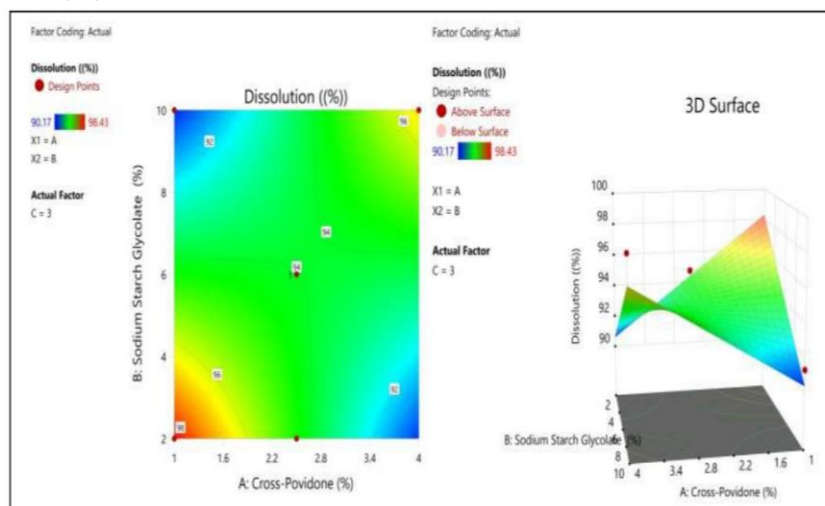 Factor Coding: Actual
Dissolution ((%))
Design Points
90.17 98.43
X1 = A
X2 = B
Actual Factor
C = 3
Dissolution ((%))
10
8
6
4
2
B: Sodium Starch Glycolate (%)
92
96
94
94
96
92
98
1 1.6 2.2 2.8 3.4 4
A: Cross-Povidone (%)
Factor Coding: Actual
Dissolution ((%))
Design Points:
Above Surface
Below Surface
90.17 98.43
X1 = A
X2 = B
Actual Factor
C = 3
3D Surface
100
98
96
94
92
90
Dissolution ((%))
2
4
6
8
10
B: Sodium Starch Glycolate (%)
4 3.4 2.8 2.2 1.6 1
A: Cross-Povidone (%)